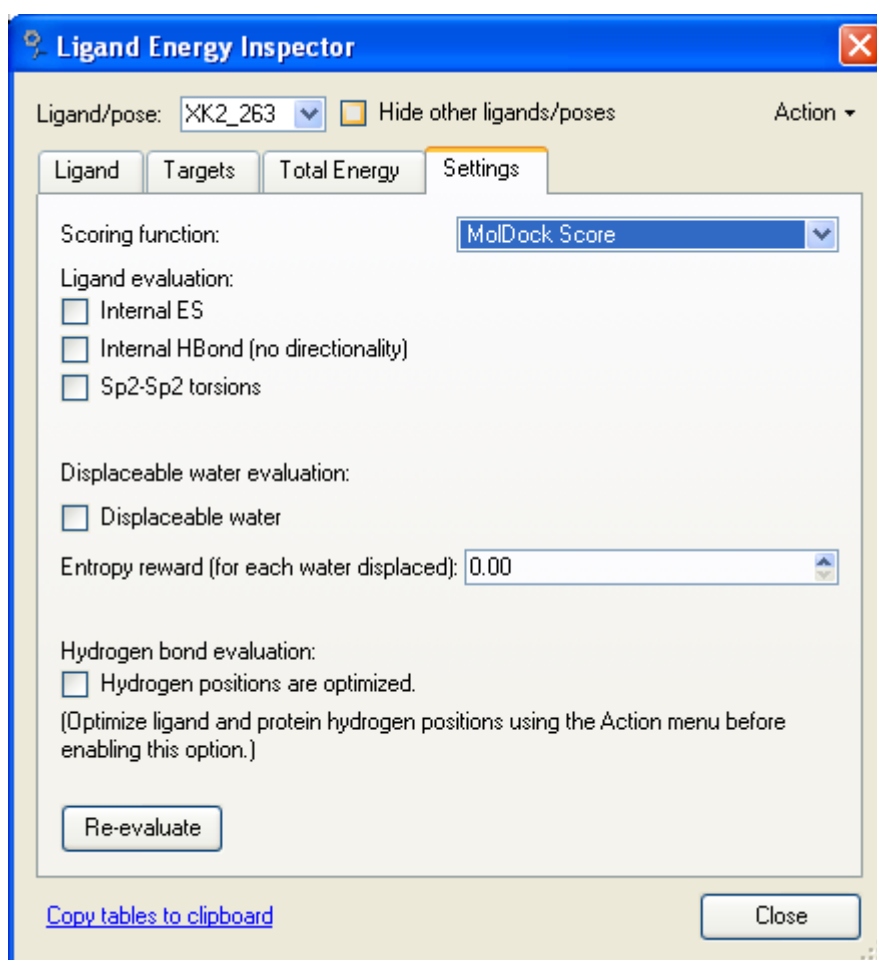 Ligand Energy Inspector
Ligand/pose: XK2_263 Hide other ligands/poses Action
Ligand Targets Total Energy Settings
Scoring function: MolDock Score
Ligand evaluation:
Internal ES
Internal HBond (no directionality)
Sp2-Sp2 torsions
Displaceable water evaluation:
Displaceable water
Entropy reward (for each water displaced): 0.00
Hydrogen bond evaluation:
Hydrogen positions are optimized.
(Optimize ligand and protein hydrogen positions using the Action menu before
enabling this option.)
Re-evaluate
Copy tables to clipboard Close